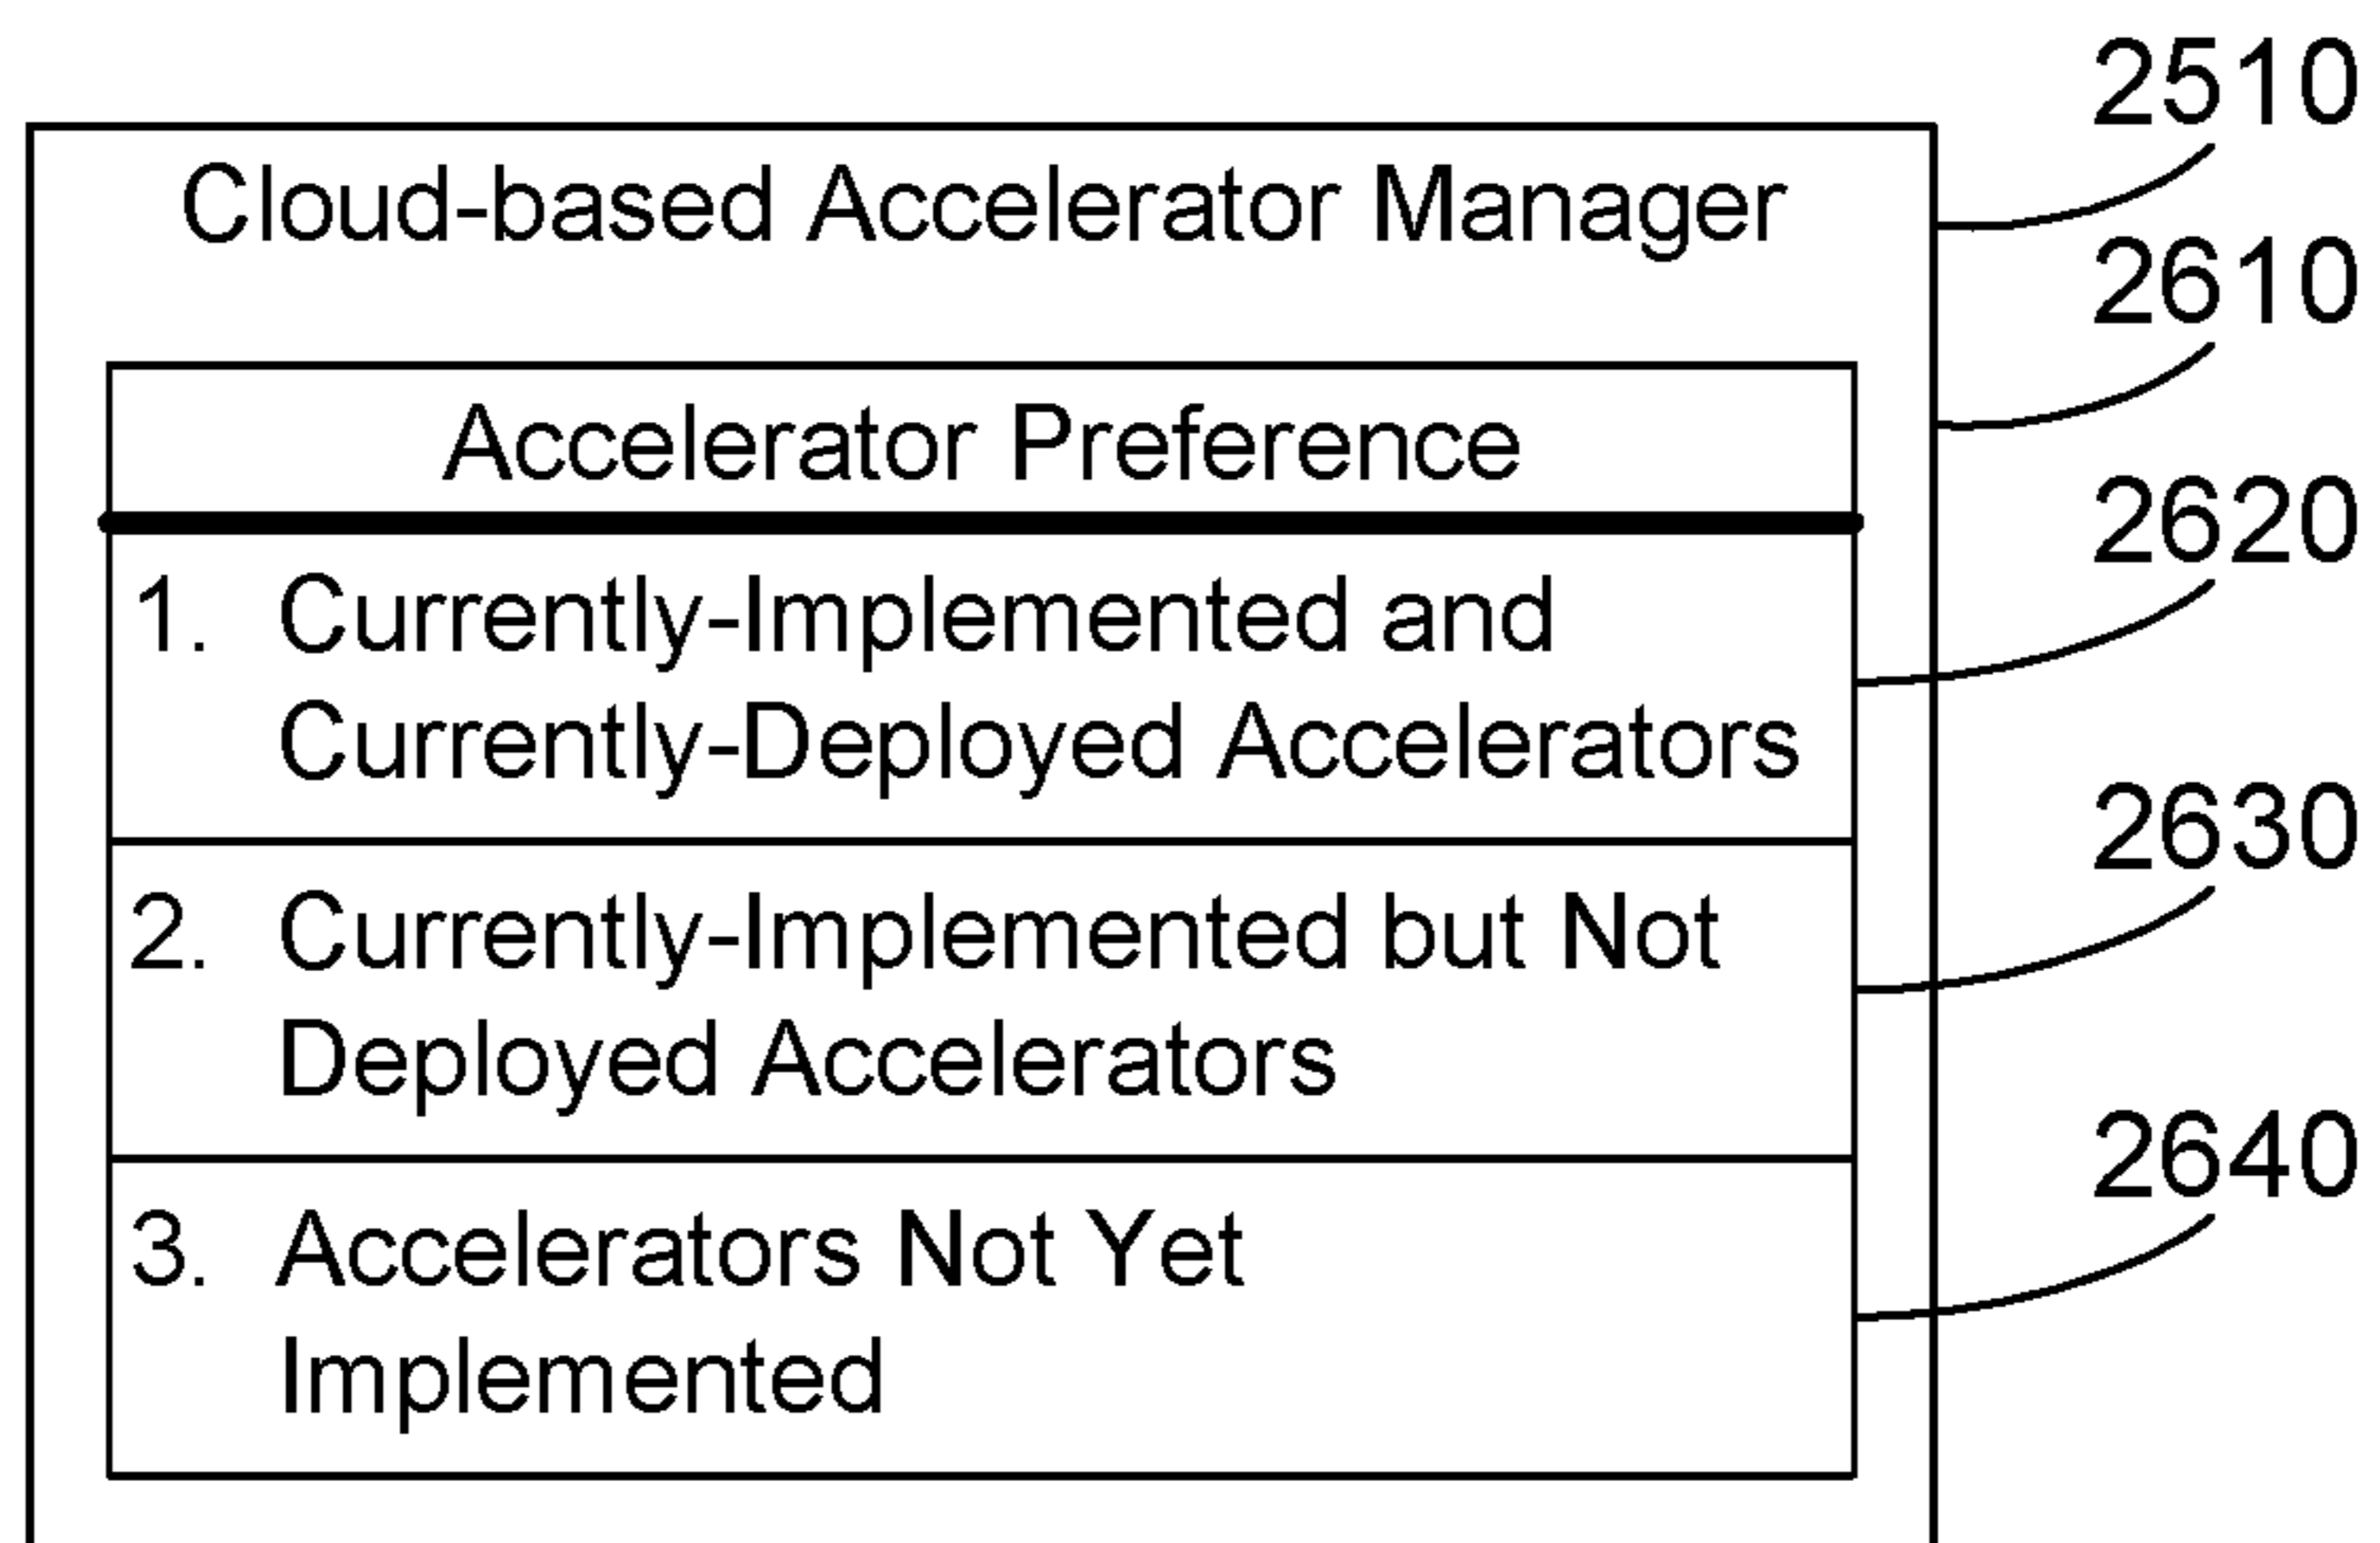 2510
Cloud-based Accelerator Manager
2610
Accelerator Preference
2620
1. Currently-Implemented and
Currently-Deployed Accelerators
2630
2. Currently-Implemented but Not
Deployed Accelerators
2640
3. Accelerators Not Yet
Implemented